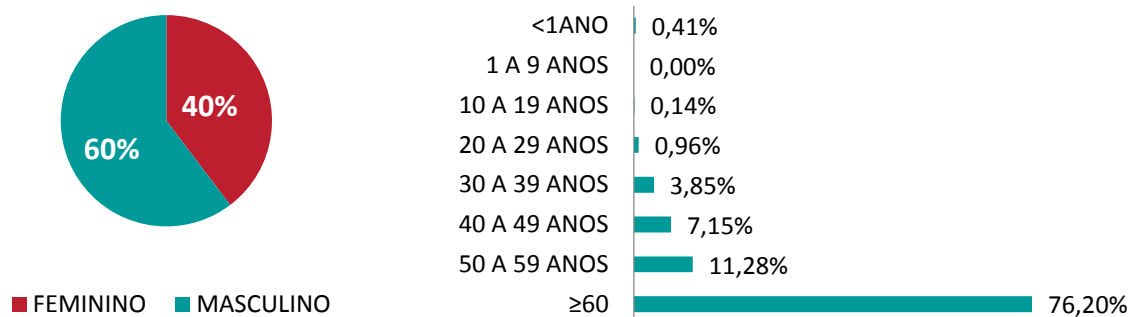 40%
60%
FEMININO MASCULINO
<1ANO 0,41%
1 A 9 ANOS 0,00%
10 A 19 ANOS 0,14%
20 A 29 ANOS 0,96%
30 A 39 ANOS 3,85%
40 A 49 ANOS 7,15%
50 A 59 ANOS 11,28%
≥60 76,20%